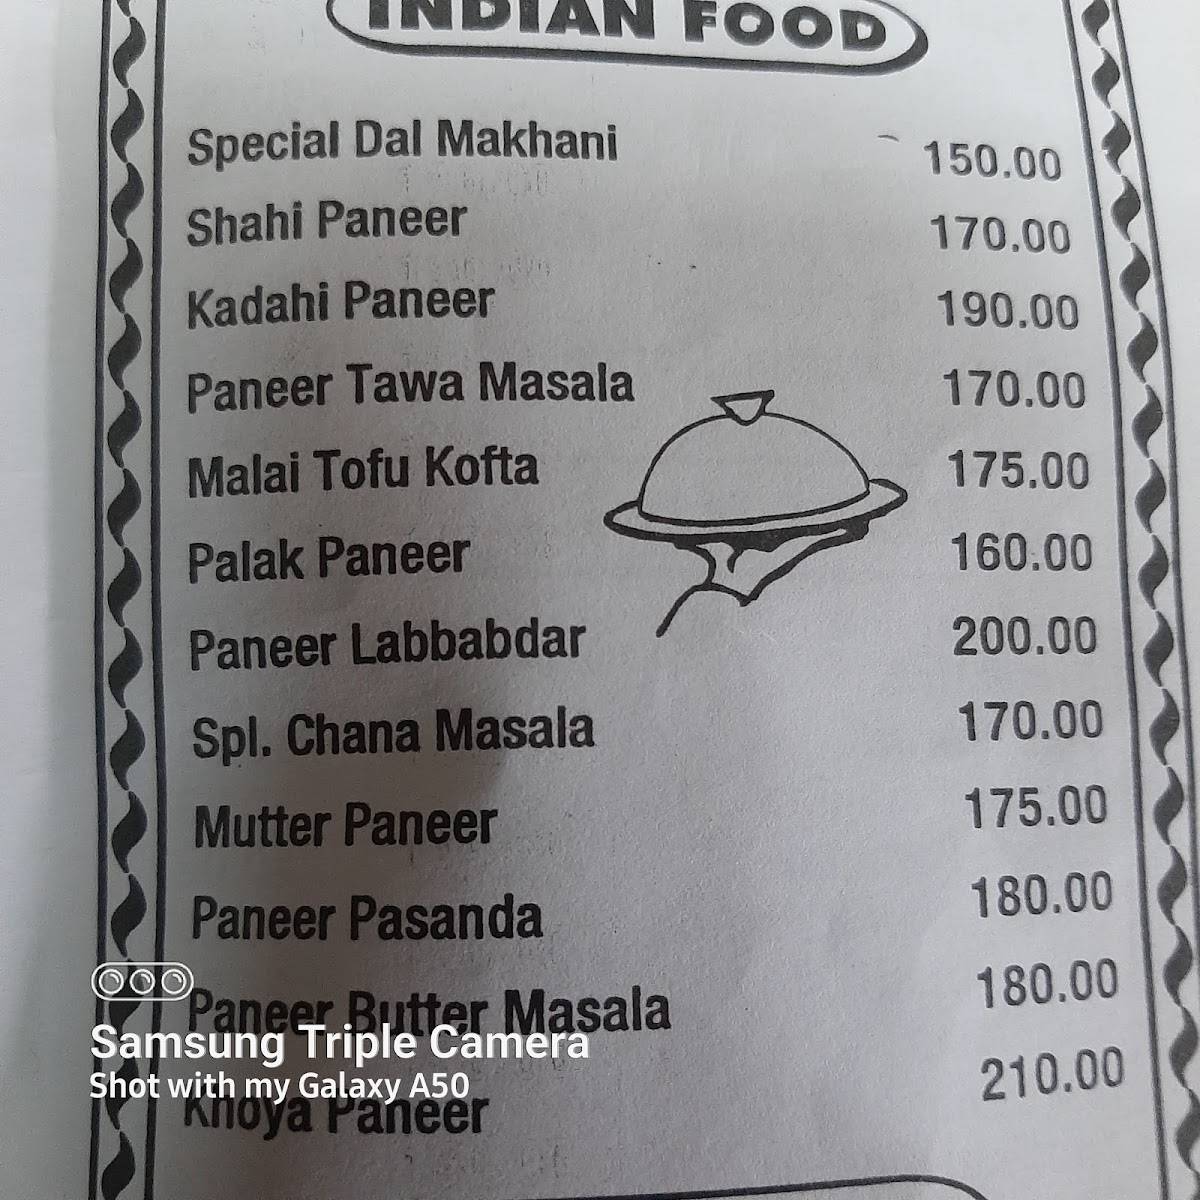 INDIAN FOOD
Special Dal Makhani 150.00
Shahi Paneer 170.00
Kadahi Paneer 190.00
Paneer Tawa Masala 170.00
Malai Tofu Kofta 175.00
Palak Paneer 160.00
Paneer Labbabdar 200.00
Spl. Chana Masala 170.00
Mutter Paneer 175.00
Paneer Pasanda 180.00
Paneer Butter Masala 180.00
Khoya Paneer 210.00
Samsung Triple Camera
Shot with my Galaxy A50